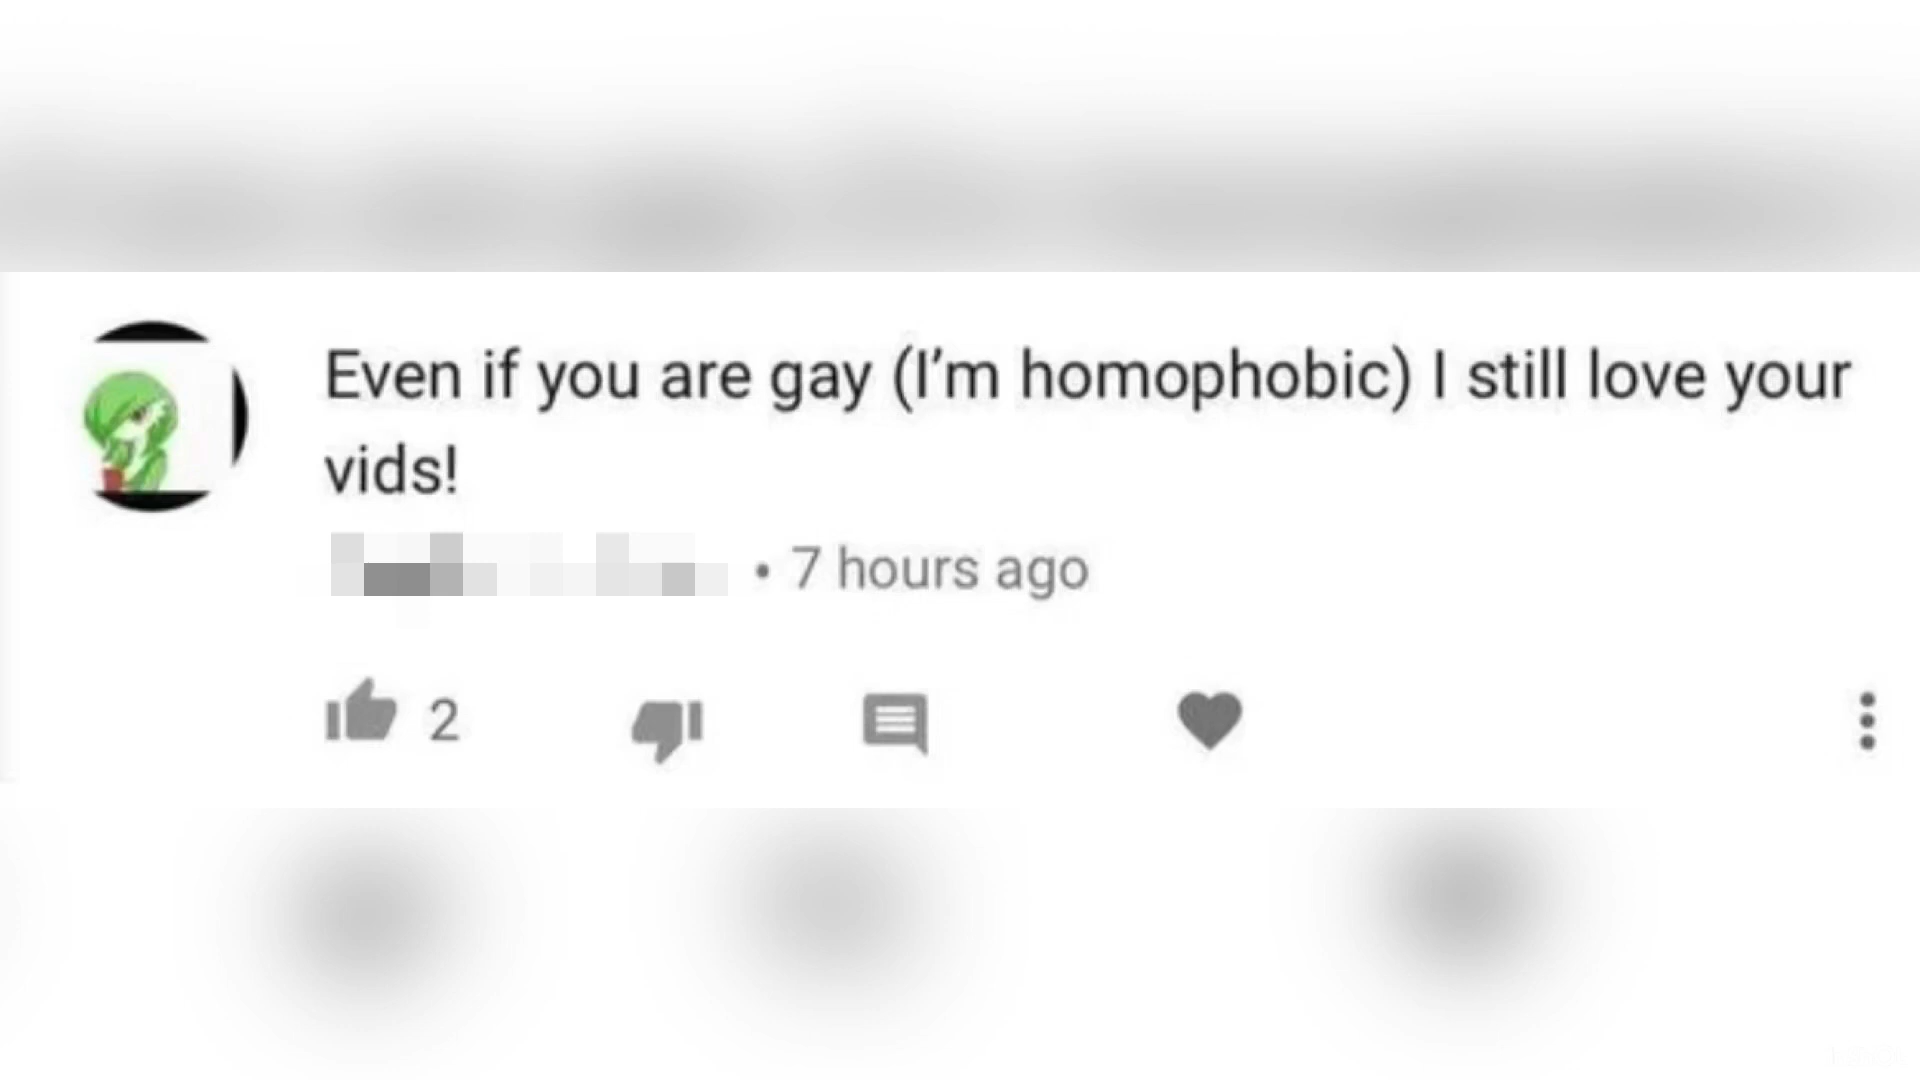 Even if you are gay (I'm homophobic) I still love your
vids!
• 7 hours ago
2